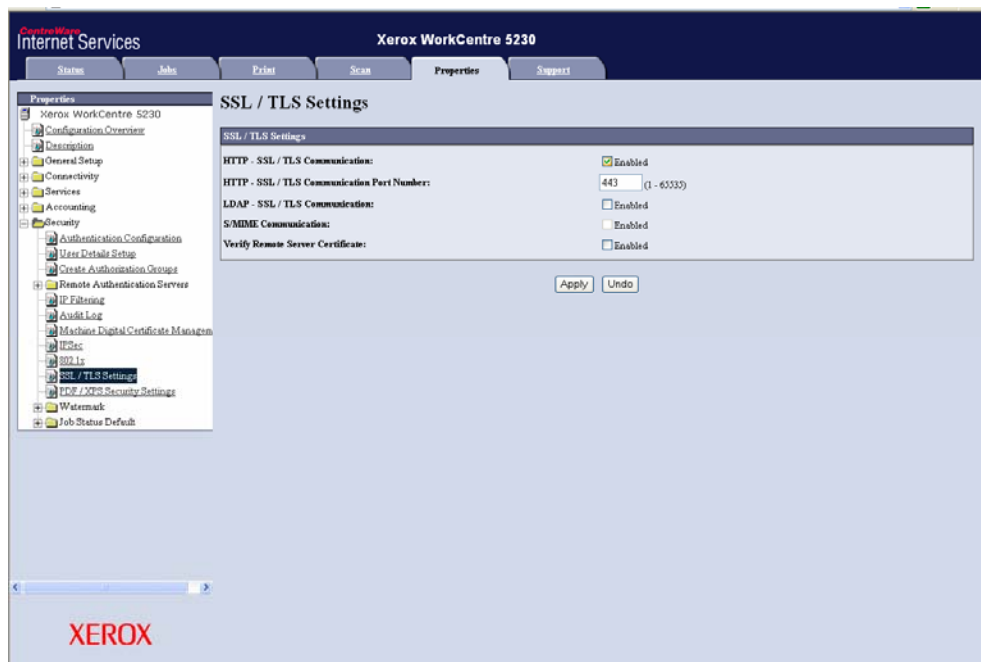 CentreWare
Internet Services
Xerox WorkCentre 5230
Status Jobs Print Scan Properties Support
Properties
Xerox WorkCentre 5230
Configuration Overview
Description
General Setup
Connectivity
Services
Accounting
Security
Authentication Configuration
User Details Setup
Create Authorization Groups
Remote Authentication Servers
IP Filtering
Audit Log
Machine Digital Certificate Managem
IPSec
802.1x
SSL / TLS Settings
PDF / XPS Security Settings
Watermark
Job Status Default
SSL / TLS Settings
SSL / TLS Settings
HTTP - SSL / TLS Communication: Enabled
HTTP - SSL / TLS Communication Port Number: 443 (1 - 65535)
LDAP - SSL / TLS Communication: Enabled
S/MIME Communication: Enabled
Verify Remote Server Certificate: Enabled
Apply Undo
XEROX